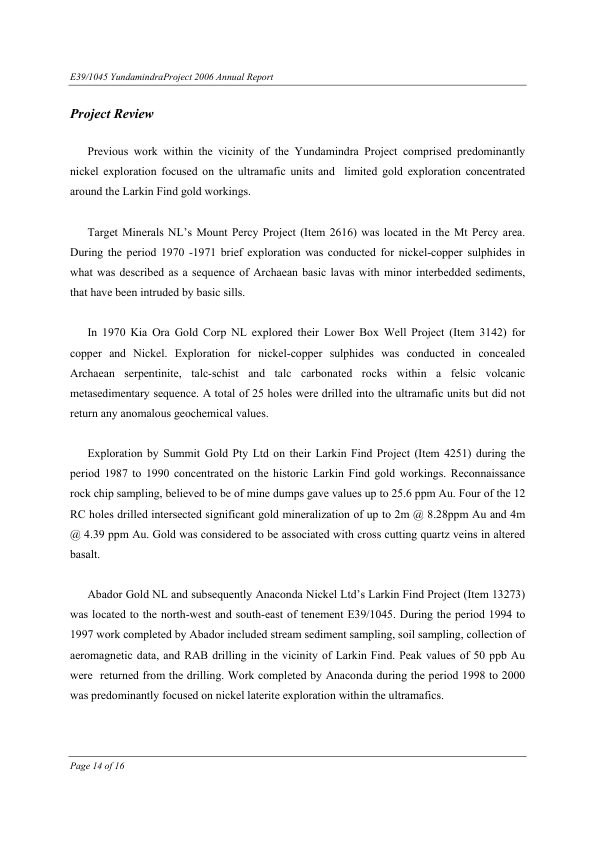 E39/1045 YundamindraProject 2006 Annual Report
Project Review
Previous work within the vicinity of the Yundamindra Project comprised predominantly
nickel exploration focused on the ultramafic units and  limited gold exploration concentrated
around the Larkin Find gold workings.
Target Minerals NL’s Mount Percy Project (Item 2616) was located in the Mt Percy area.
During the period 1970 -1971 brief exploration was conducted for nickel-copper sulphides in
what was described as a sequence of Archaean basic lavas with minor interbedded sediments,
that have been intruded by basic sills.
In 1970 Kia Ora Gold Corp NL explored their Lower Box Well Project (Item 3142) for
copper and Nickel. Exploration for nickel-copper sulphides was conducted in concealed
Archaean serpentinite, talc-schist and talc carbonated rocks within a felsic volcanic
metasedimentary sequence. A total of 25 holes were drilled into the ultramafic units but did not
return any anomalous geochemical values.
Exploration by Summit Gold Pty Ltd on their Larkin Find Project (Item 4251) during the
period 1987 to 1990 concentrated on the historic Larkin Find gold workings. Reconnaissance
rock chip sampling, believed to be of mine dumps gave values up to 25.6 ppm Au. Four of the 12
RC holes drilled intersected significant gold mineralization of up to 2m @ 8.28ppm Au and 4m
@ 4.39 ppm Au. Gold was considered to be associated with cross cutting quartz veins in altered
basalt.
Abador Gold NL and subsequently Anaconda Nickel Ltd’s Larkin Find Project (Item 13273)
was located to the north-west and south-east of tenement E39/1045. During the period 1994 to
1997 work completed by Abador included stream sediment sampling, soil sampling, collection of
aeromagnetic data, and RAB drilling in the vicinity of Larkin Find. Peak values of 50 ppb Au
were  returned from the drilling. Work completed by Anaconda during the period 1998 to 2000
was predominantly focused on nickel laterite exploration within the ultramafics.
Page 14 of 16